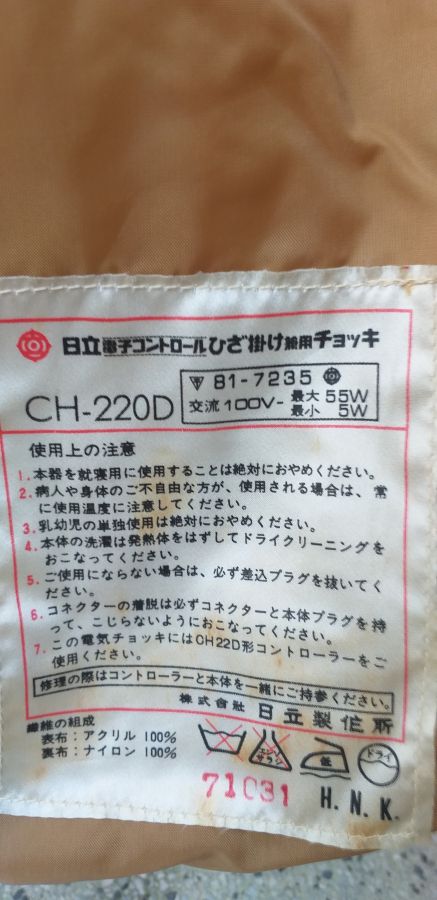 日立電子コントロールひざ掛け兼用チョッキ
CH-220D
81-7235
交流100V- 最大 55W
最小 5W
使用上の注意
1. 本器を就寝用に使用することは絶対におやめください。
2. 病人や身体のご不自由な方が、使用される場合は、常
に使用温度に注意してください。
3. 乳幼児の単独使用は絶対におやめください。
4. 本体の洗濯は発熱体をはずしてドライクリーニングを
おこなってください。
5. ご使用にならない場合は、必ず差込プラグを抜いてく
ださい。
6. コネクターの着脱は必ずコネクターと本体プラグを持
って、こじらないようにおこなってください。
7. この電気チョッキにはCH22D形コントローラーをご
使用ください。
修理の際はコントローラーと本体を一緒にご持参ください。
株式会社 日立製作所
繊維の組成
表布：アクリル 100%
裏布：ナイロン 100%
エンソ
サラシ
低
ドライ
71031
H. N. K.